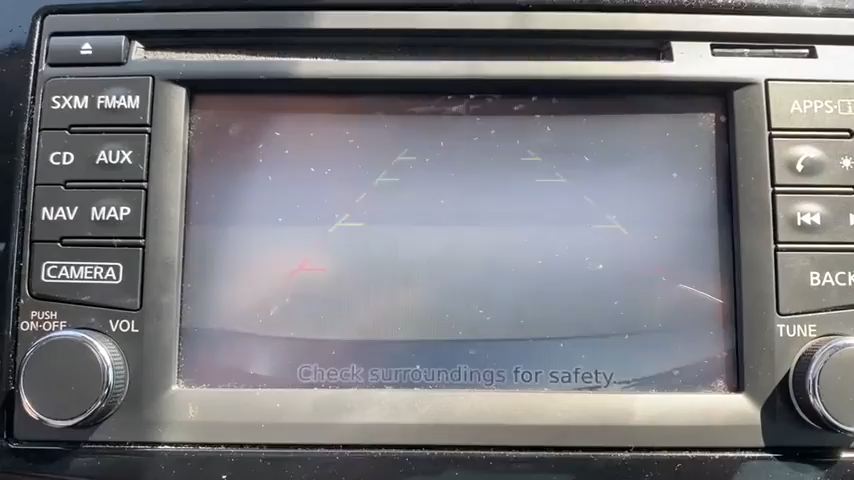 SXM FM·AM
CD AUX
NAV MAP
CAMERA
PUSH
ON·OFF VOL
APPS·
BACK
TUNE
Check surroundings for safety.